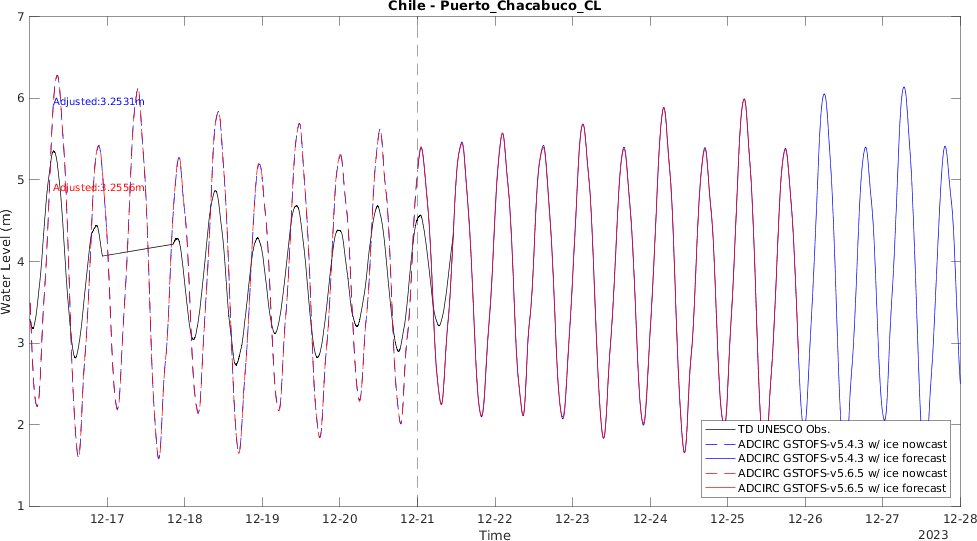 Chile - Puerto_Chacabuco_CL
7
6
5
4
3
2
1
Water Level (m)
Adjusted:3.2531m
Adjusted:3.2556m
TD UNESCO Obs.
ADCIRC GSTOFS-v5.4.3 w/ ice nowcast
ADCIRC GSTOFS-v5.4.3 w/ ice forecast
ADCIRC GSTOFS-v5.6.5 w/ ice nowcast
ADCIRC GSTOFS-v5.6.5 w/ ice forecast
12-17 12-18 12-19 12-20 12-21 12-22 12-23 12-24 12-25 12-26 12-27 12-28
Time
2023